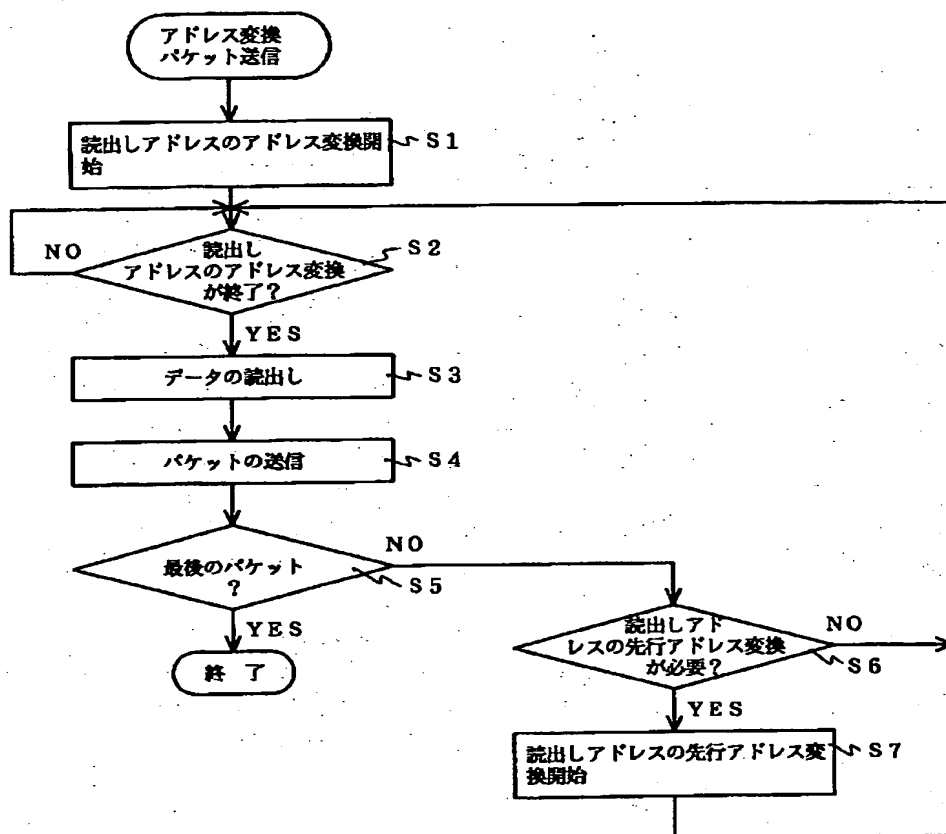 アドレス変換
パケット送信
読出しアドレスのアドレス変換開
始
S1
読出し
アドレスのアドレス変換
が終了?
S2
NO
YES
データの読出し
S3
パケットの送信
S4
最後のパケット
?
NO
S5
YES
終 了
読出しアド
レスの先行アドレス変換
が必要?
NO
S6
YES
読出しアドレスの先行アドレス変
換開始
S7